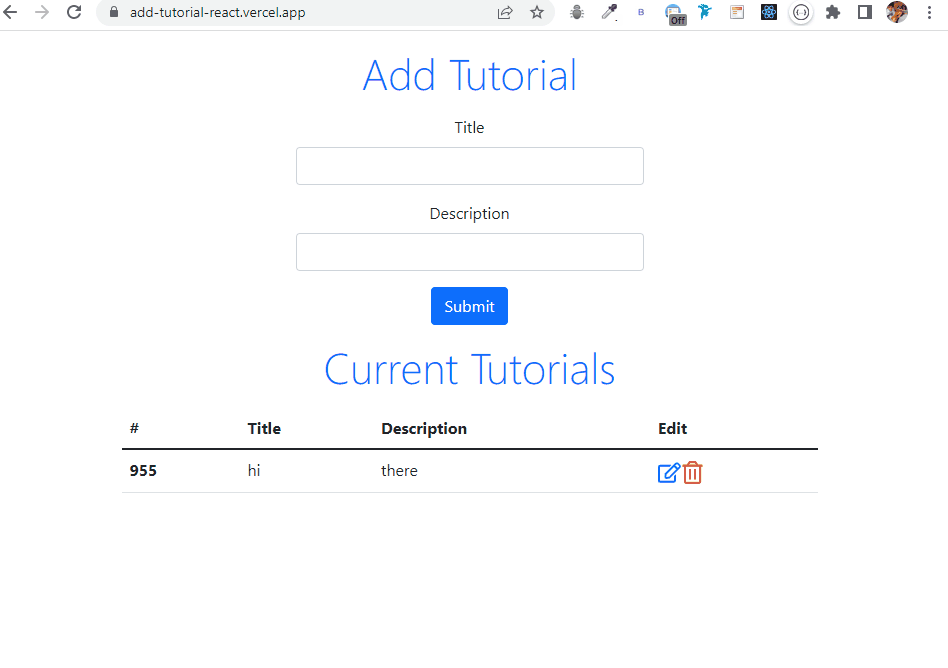 add-tutorial-react.vercel.app
B
Off
Add Tutorial
Title
Description
Submit
Current Tutorials
# Title Description Edit
955 hi there